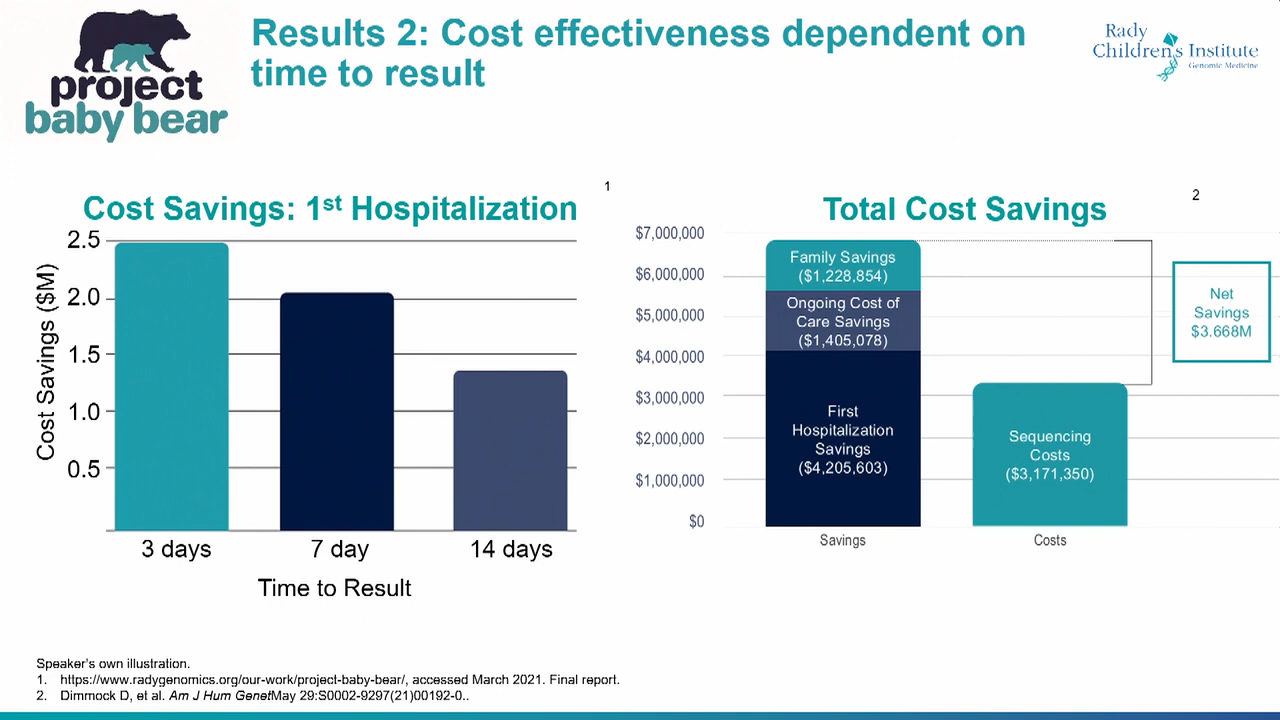 project
baby bear
Results 2: Cost effectiveness dependent on
time to result
Rady
Children's Institute
Genomic Medicine
Cost Savings: 1st Hospitalization
1
Cost Savings ($M)
2.5
2.0
1.5
1.0
0.5
3 days
7 day
14 days
Time to Result
Total Cost Savings
2
$7,000,000
$6,000,000
$5,000,000
$4,000,000
$3,000,000
$2,000,000
$1,000,000
$0
Family Savings
($1,228,854)
Ongoing Cost of
Care Savings
($1,405,078)
First
Hospitalization
Savings
($4,205,603)
Sequencing
Costs
($3,171,350)
Net
Savings
$3.668M
Savings
Costs
Speaker's own illustration.
1. https://www.radygenomics.org/our-work/project-baby-bear/, accessed March 2021. Final report.
2. Dimmock D, et al. Am J Hum GenetMay 29:S0002-9297(21)00192-0..